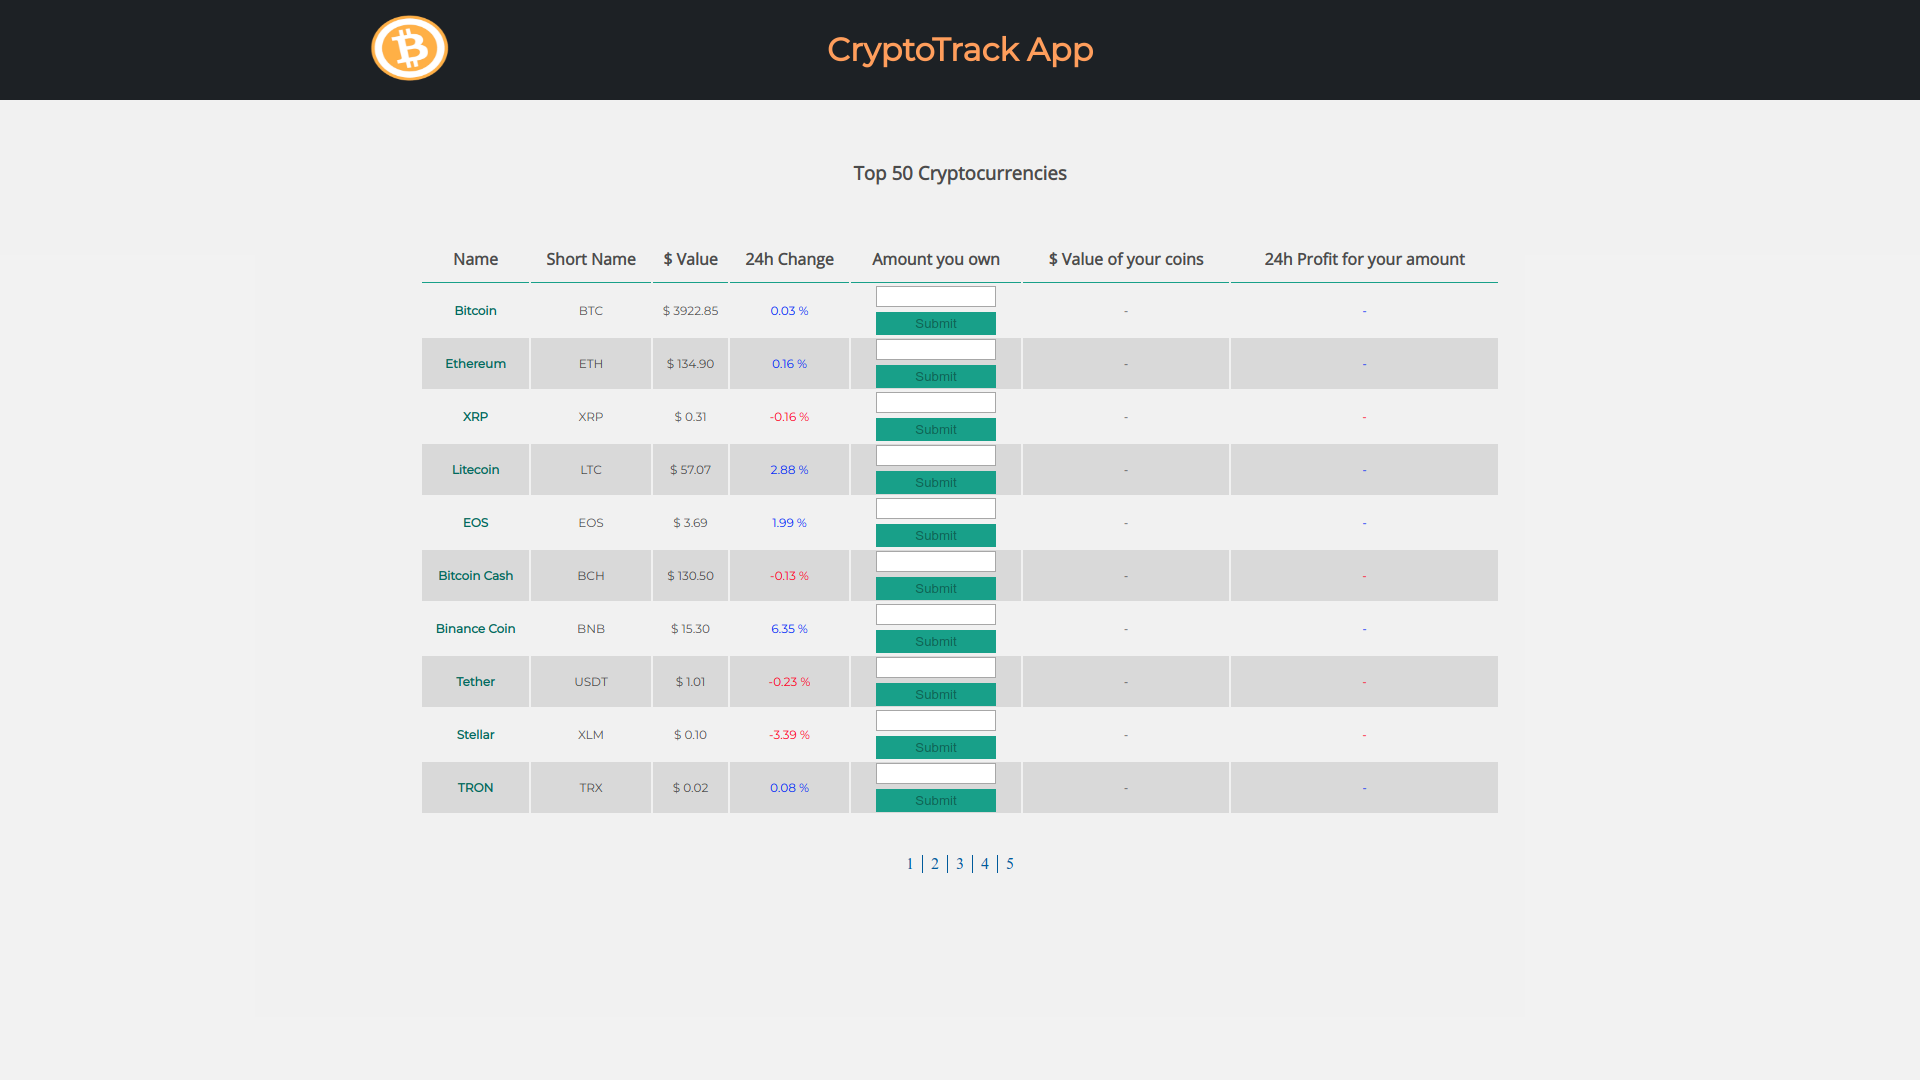 CryptoTrack App
Top 50 Cryptocurrencies
Name Short Name $ Value 24h Change Amount you own $ Value of your coins 24h Profit for your amount
Bitcoin BTC $ 3922.85 0.03 % - -
Submit
Ethereum ETH $ 134.90 0.16 % - -
Submit
XRP XRP $ 0.31 -0.16 % - -
Submit
Litecoin LTC $ 57.07 2.88 % - -
Submit
EOS EOS $ 3.69 1.99 % - -
Submit
Bitcoin Cash BCH $ 130.50 -0.13 % - -
Submit
Binance Coin BNB $ 15.30 6.35 % - -
Submit
Tether USDT $ 1.01 -0.23 % - -
Submit
Stellar XLM $ 0.10 -3.39 % - -
Submit
TRON TRX $ 0.02 0.08 % - -
Submit
1 2 3 4 5